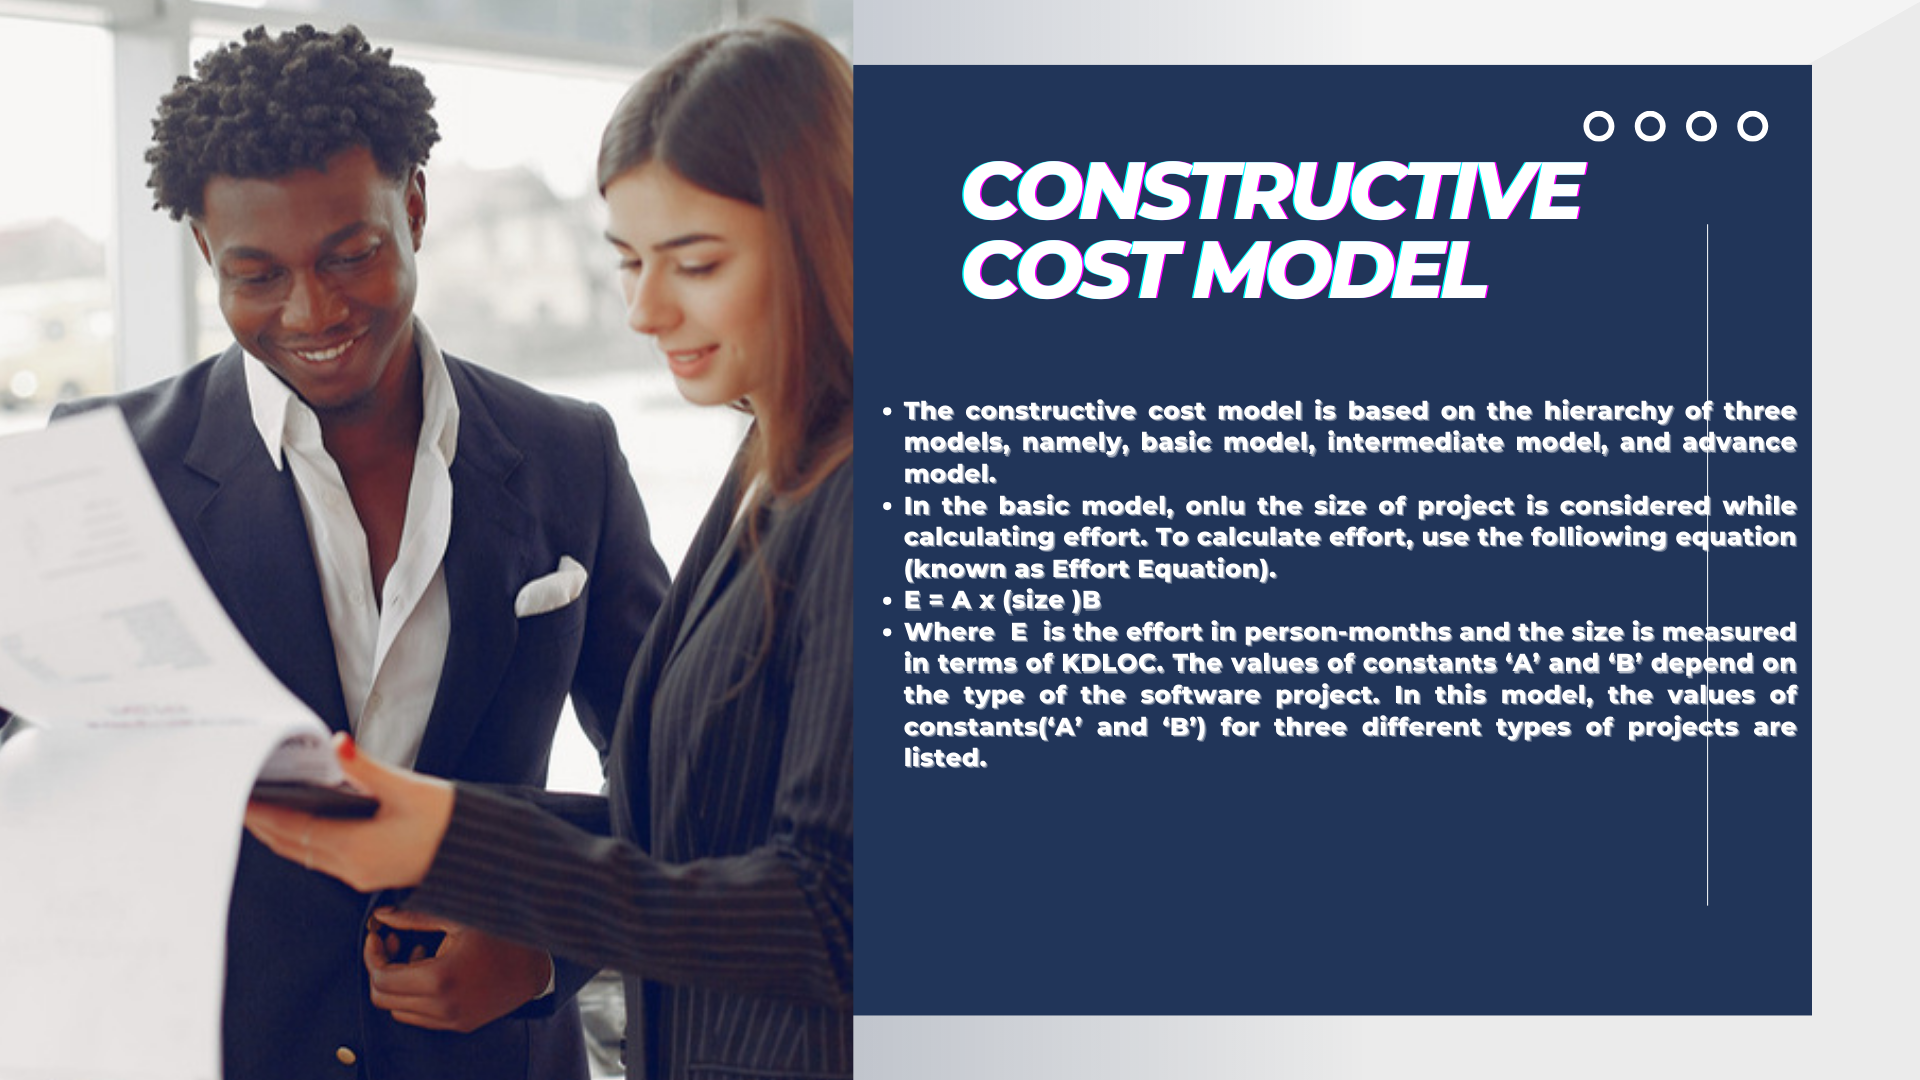 CONSTRUCTIVE
COST MODEL
• The constructive cost model is based on the hierarchy of three
models, namely, basic model, intermediate model, and advance
model.
• In the basic model, onlu the size of project is considered while
calculating effort. To calculate effort, use the folliowing equation
(known as Effort Equation).
• E = A x (size )B
• Where E is the effort in person-months and the size is measured
in terms of KDLOC. The values of constants ‘A’ and ‘B’ depend on
the type of the software project. In this model, the values of
constants(‘A’ and ‘B’) for three different types of projects are
listed.